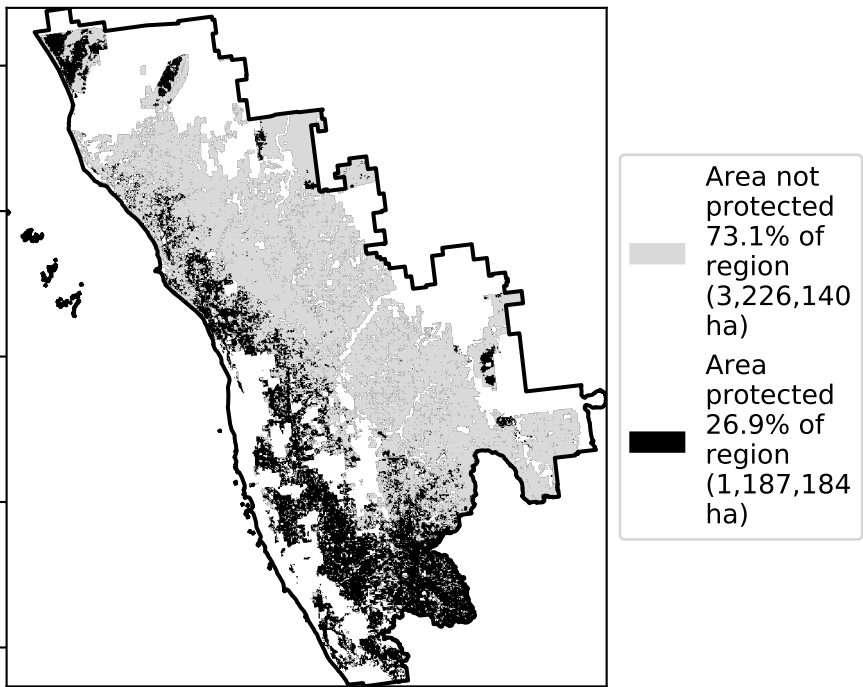 Area not
protected
73.1% of
region
(3,226,140
ha)
Area
protected
26.9% of
region
(1,187,184
ha)